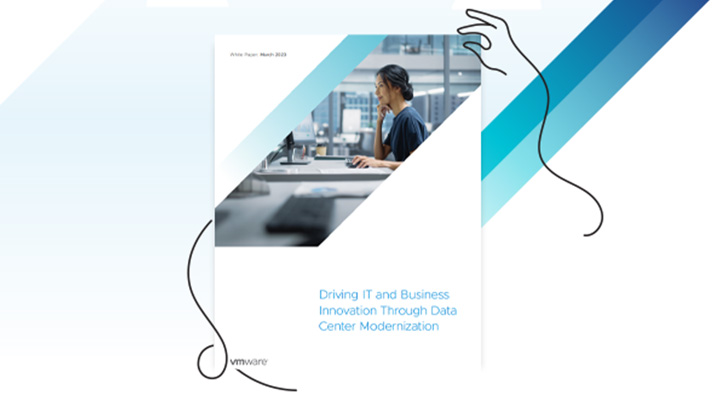 White Paper: March 2023
Driving IT and Business
Innovation Through Data
Center Modernization
vmware